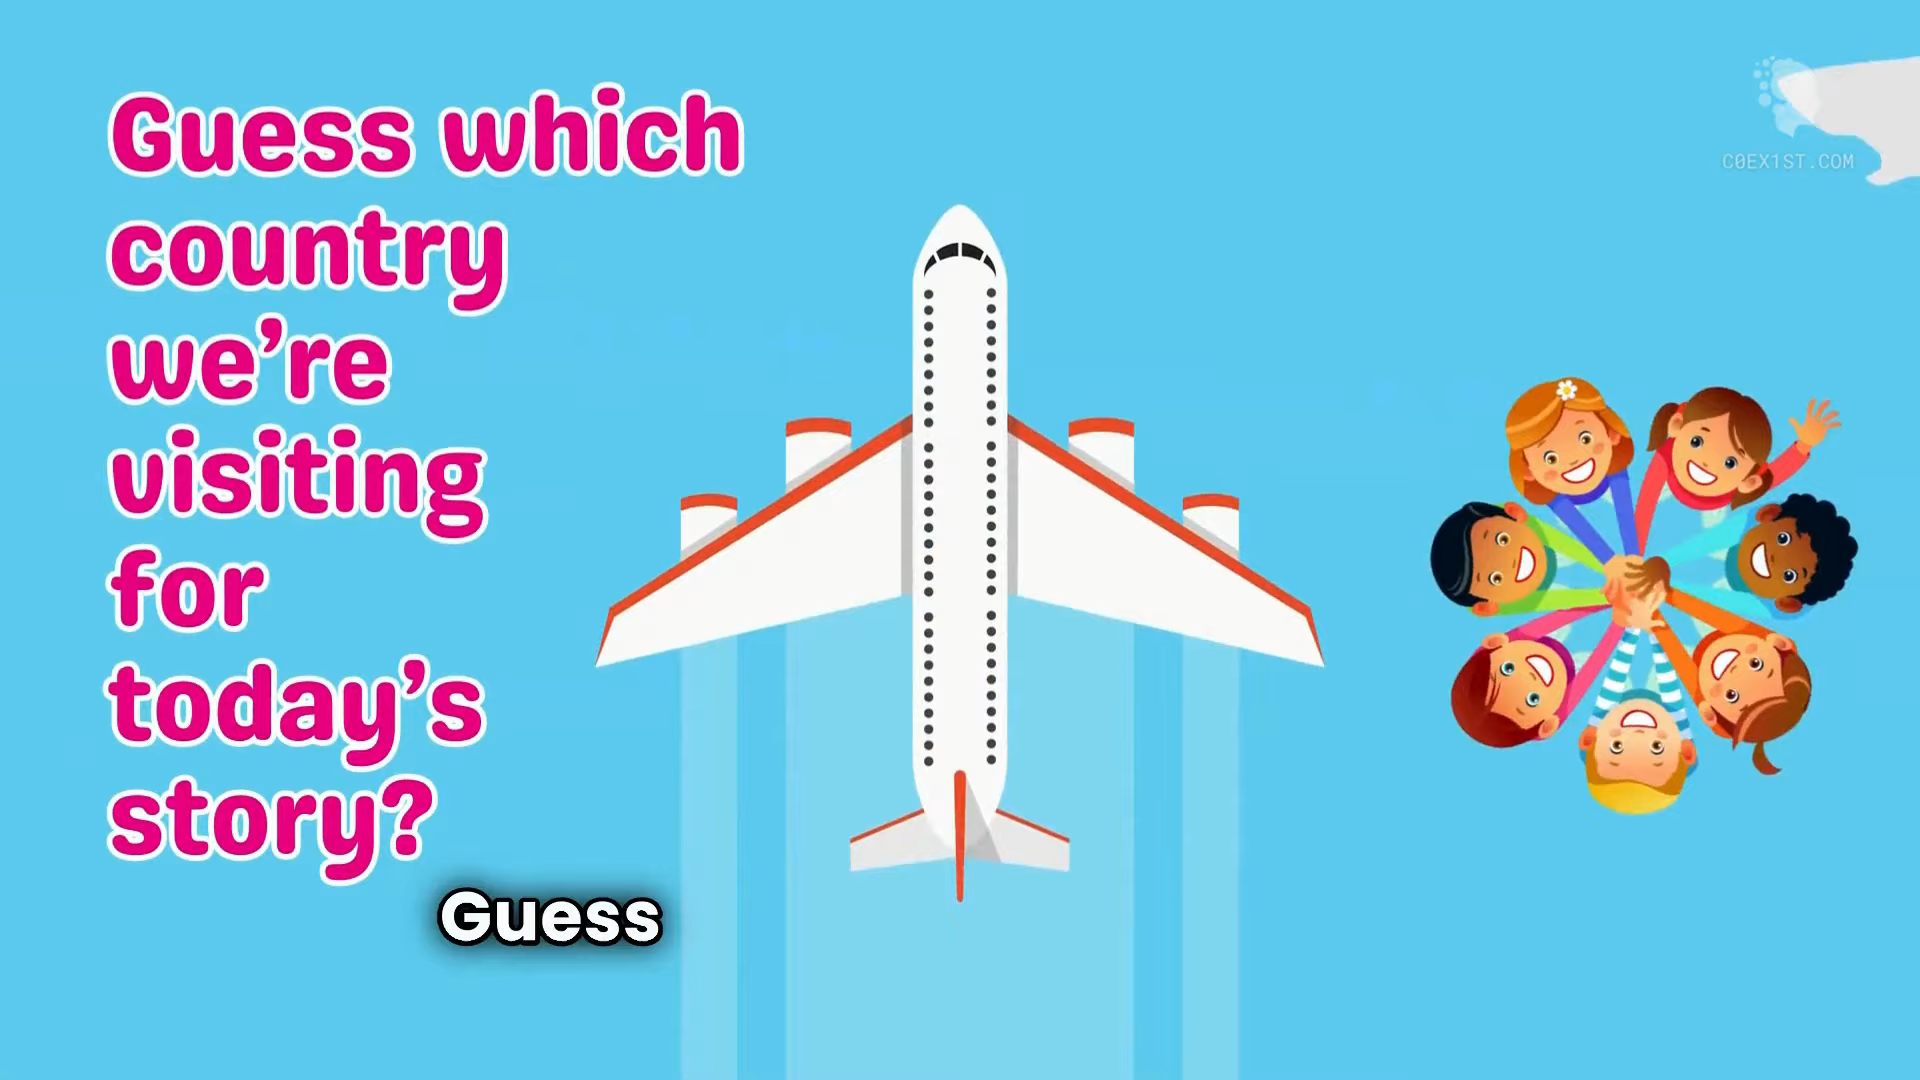 Guess which
country
we're
visiting
for
today's
story?
Guess
C0EX1ST.COM